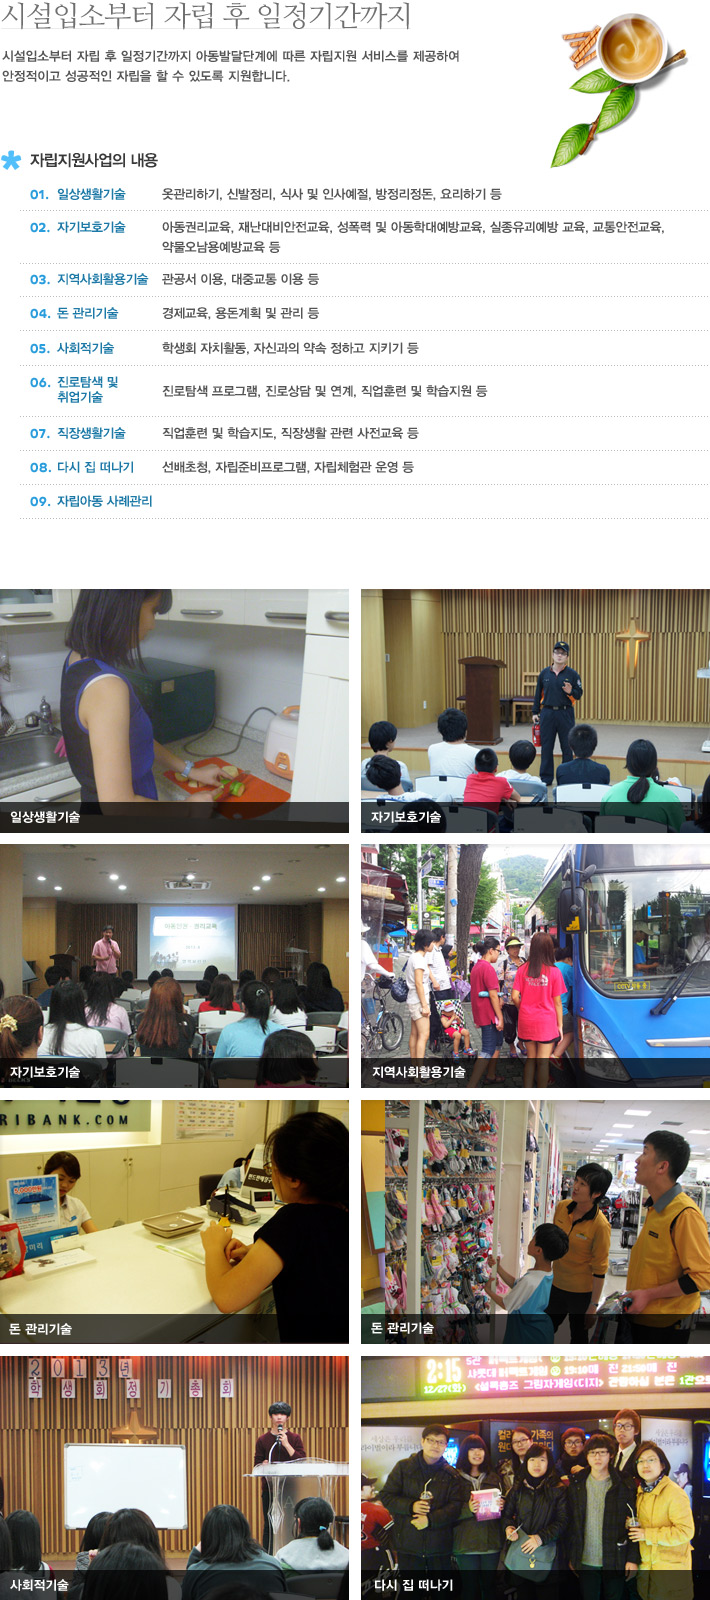 시설입소부터 자립 후 일정기간까지
시설입소부터 자립 후 일정기간까지 아동발달단계에 따른 자립지원 서비스를 제공하여
안정적이고 성공적인 자립을 할 수 있도록 지원합니다.
자립지원사업의 내용
01. 일상생활기술 옷관리하기, 신발정리, 식사 및 인사예절, 방정리정돈, 요리하기 등
02. 자기보호기술 아동권리교육, 재난대비안전교육, 성폭력 및 아동학대예방교육, 실종유괴예방 교육, 교통안전교육,
약물오남용예방교육 등
03. 지역사회활용기술 관공서 이용, 대중교통 이용 등
04. 돈 관리기술 경제교육, 용돈계획 및 관리 등
05. 사회적기술 학생회 자치활동, 자신과의 약속 정하고 지키기 등
06. 진로탐색 및
취업기술 진로탐색 프로그램, 진로상담 및 연계, 직업훈련 및 학습지원 등
07. 직장생활기술 직업훈련 및 학습지도, 직장생활 관련 사전교육 등
08. 다시 집 떠나기 선배초청, 자립준비프로그램, 자립체험관 운영 등
09. 자립아동 사례관리
일상생활기술
자기보호기술
자기보호기술
지역사회활용기술
RIBANK.COM
돈 관리기술
돈 관리기술
2013년
학생회정기총회
사회적기술
2:15
12/27(화)
다시 집 떠나기